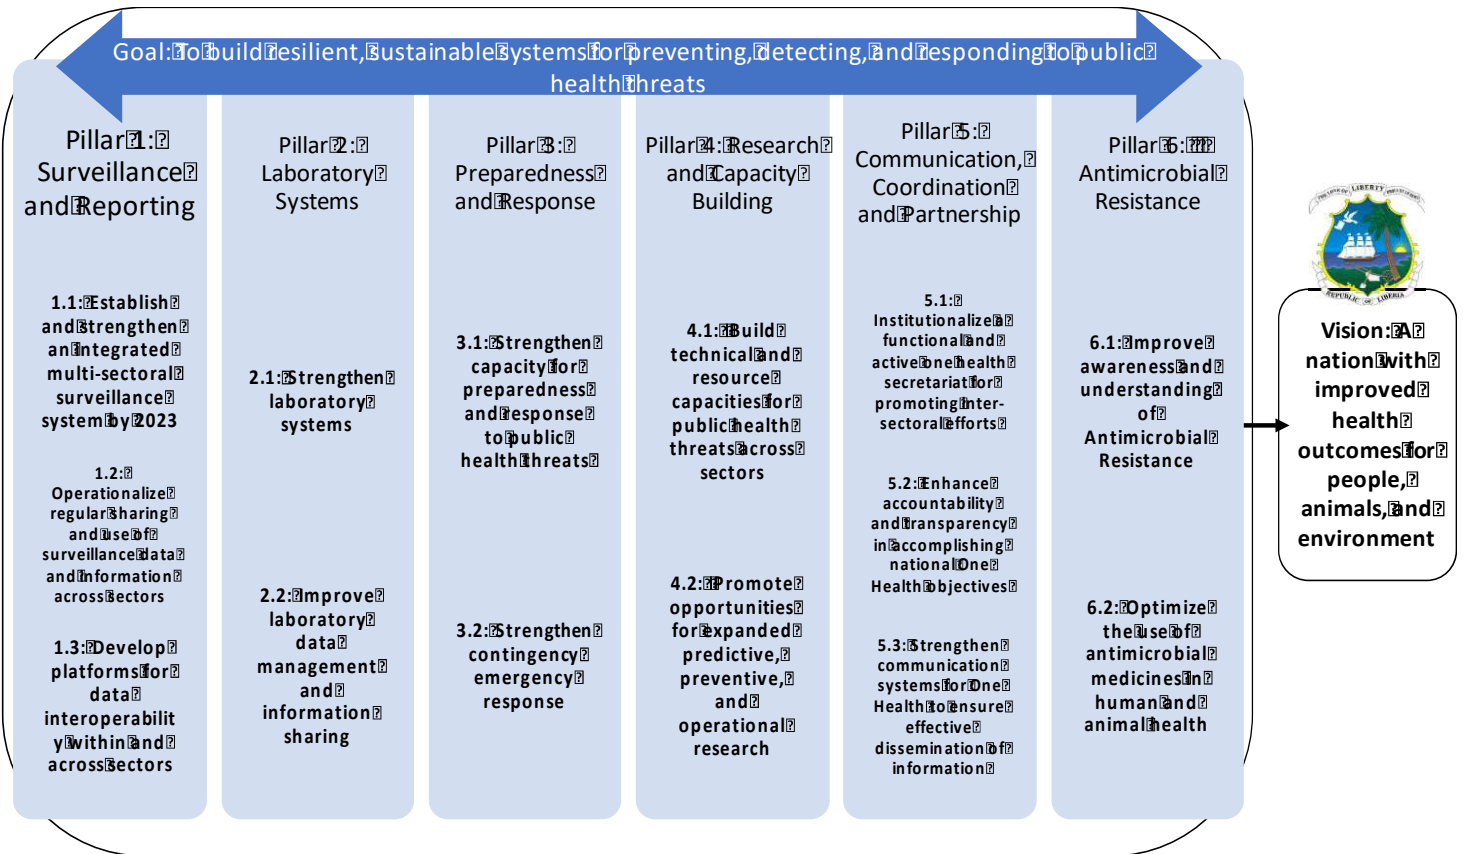 Goal: To build resilient, sustainable systems for preventing, detecting, and responding to public
health threats
Pillar 1:
Surveillance
and Reporting
1.1: Establish
and strengthen
an integrated
multi-sectoral
surveillance
system by 2023
1.2:
Operationalize
regular sharing
and use of
surveillance data
and information
across sectors
1.3: Develop
platforms for
data
interoperabilit
y within and
across sectors
Pillar 2:
Laboratory
Systems
2.1: Strengthen
laboratory
systems
2.2: Improve
laboratory
data
management
and
information
sharing
Pillar 3:
Preparedness
and Response
3.1: Strengthen
capacity for
preparedness
and response
to public
health threats
3.2: Strengthen
contingency
emergency
response
Pillar 4: Research
and Capacity
Building
4.1: Build
technical and
resource
capacities for
public health
threats across
sectors
4.2: Promote
opportunities
for expanded
predictive,
preventive,
and
operational
research
Pillar 5:
Communication,
Coordination
and Partnership
5.1:
Institutionalize a
functional and
active one health
secretariat for
promoting inter-
sectoral efforts
5.2: Enhance
accountability
and transparency
in accomplishing
national One
Health objectives
5.3: Strengthen
communication
systems for One
Health to ensure
effective
dissemination of
information
Pillar 6:
Antimicrobial
Resistance
6.1: Improve
awareness and
understanding
of
Antimicrobial
Resistance
6.2: Optimize
the use of
antimicrobial
medicines in
human and
animal health
THE LOVE OF LIBERTY BROUGHT US HERE
REPUBLIC OF LIBERIA
Vision: A
nation with
improved
health
outcomes for
people,
animals, and
environment